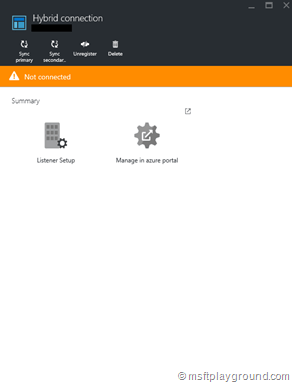 Hybrid connection
Sync Sync Unregister Delete
primary secondar..
Not connected
Summary
Listener Setup Manage in azure portal
© msftplayground.com